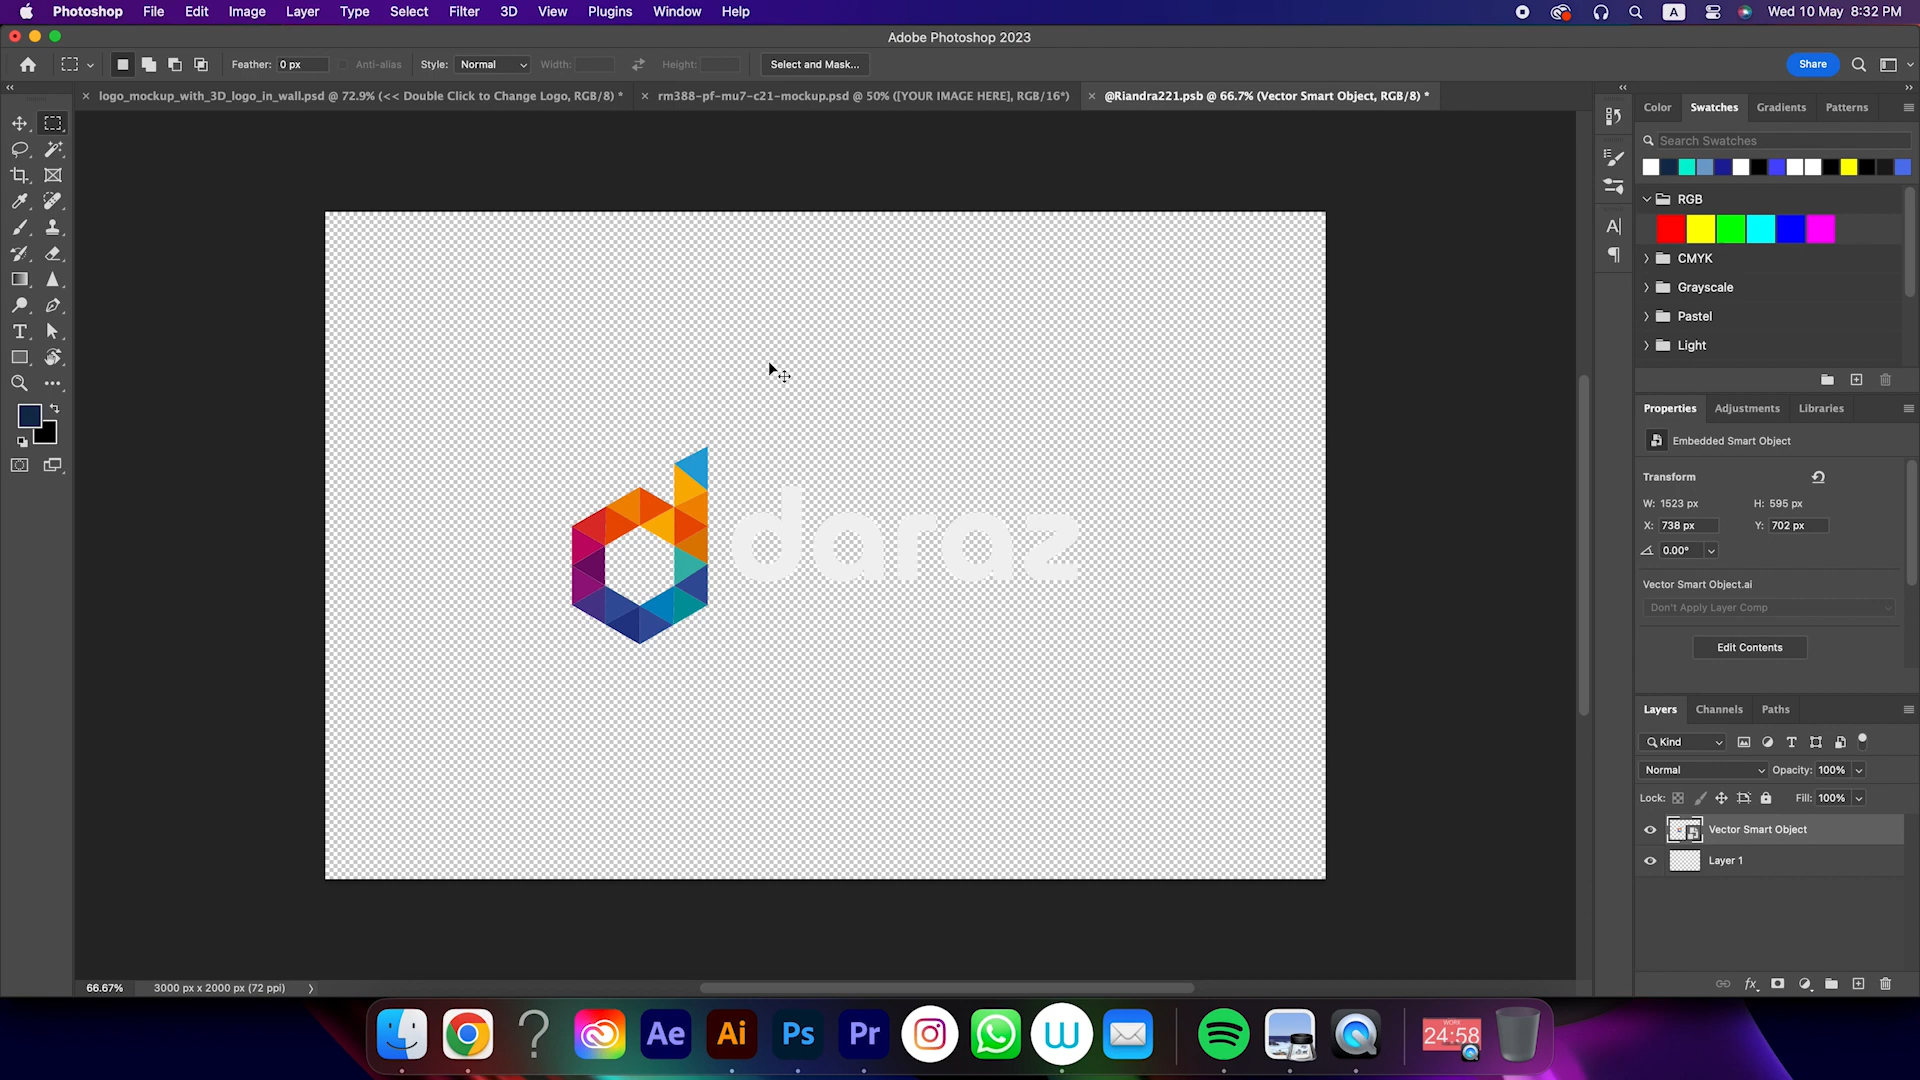 Photoshop File Edit Image Layer Type Select Filter 3D View Plugins Window Help
A Wed 10 May 8:32 PM
Adobe Photoshop 2023
Feather: 0 px Anti-alias Style: Normal Width: Height: Select and Mask... Share
logo_mockup_with_3D_logo_in_wall.psd @ 72.9% (<< Double Click to Change Logo, RGB/8) *
rm388-pf-mu7-c21-mockup.psd @ 50% ([YOUR IMAGE HERE], RGB/16*)
@Riandra221.psb @ 66.7% (Vector Smart Object, RGB/8) *
Color Swatches Gradients Patterns
Search Swatches
RGB
CMYK
Grayscale
Pastel
Light
Properties Adjustments Libraries
Embedded Smart Object
Transform
W: 1523 px H: 595 px
X: 738 px Y: 702 px
0.00°
Vector Smart Object.ai
Don't Apply Layer Comp
Edit Contents
Layers Channels Paths
Kind
Normal Opacity: 100%
Lock: Fill: 100%
Vector Smart Object
Layer 1
daraz
66.67% 3000 px x 2000 px (72 ppi)
Ae Ai Ps Pr
WORK
24:58